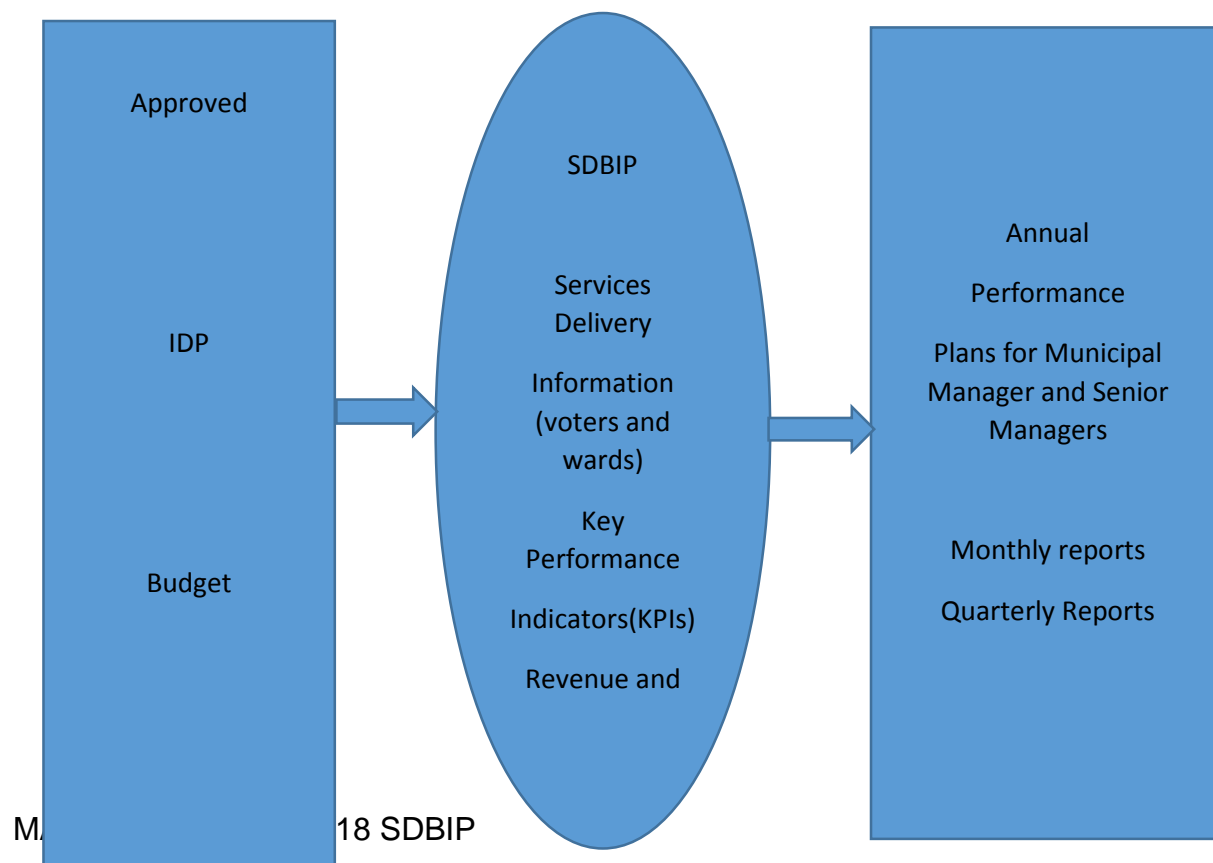 Approved
IDP
Budget
SDBIP
Services
Delivery
Information
(voters and
wards)
Key
Performance
Indicators(KPIs)
Revenue and
Annual
Performance
Plans for Municipal
Manager and Senior
Managers
Monthly reports
Quarterly Reports
18 SDBIP